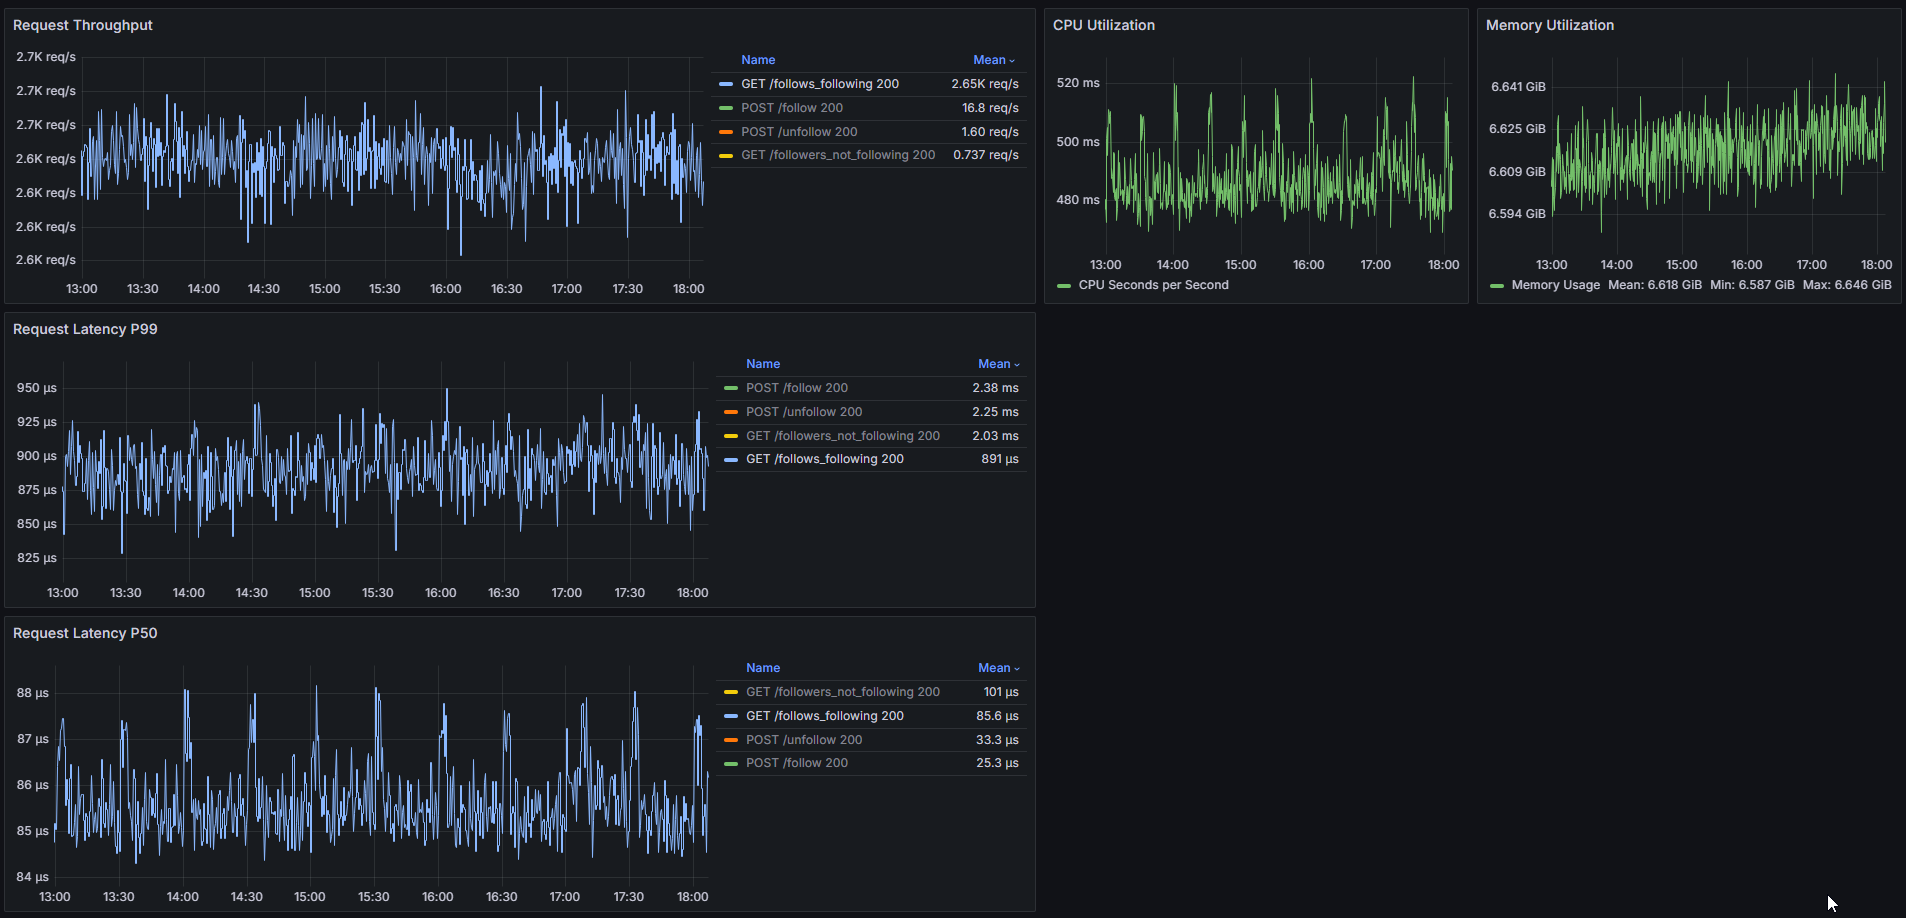 Request Throughput
2.7K req/s
2.7K req/s
2.7K req/s
2.6K req/s
2.6K req/s
2.6K req/s
2.6K req/s
13:00 13:30 14:00 14:30 15:00 15:30 16:00 16:30 17:00 17:30 18:00
Name Mean
GET /follows_following 200 2.65K req/s
POST /follow 200 16.8 req/s
POST /unfollow 200 1.60 req/s
GET /followers_not_following 200 0.737 req/s
CPU Utilization
520 ms
500 ms
480 ms
13:00 14:00 15:00 16:00 17:00 18:00
CPU Seconds per Second
Memory Utilization
6.641 GiB
6.625 GiB
6.609 GiB
6.594 GiB
13:00 14:00 15:00 16:00 17:00 18:00
Memory Usage Mean: 6.618 GiB Min: 6.587 GiB Max: 6.646 GiB
Request Latency P99
950 µs
925 µs
900 µs
875 µs
850 µs
825 µs
13:00 13:30 14:00 14:30 15:00 15:30 16:00 16:30 17:00 17:30 18:00
Name Mean
POST /follow 200 2.38 ms
POST /unfollow 200 2.25 ms
GET /followers_not_following 200 2.03 ms
GET /follows_following 200 891 µs
Request Latency P50
88 µs
87 µs
86 µs
85 µs
84 µs
13:00 13:30 14:00 14:30 15:00 15:30 16:00 16:30 17:00 17:30 18:00
Name Mean
GET /followers_not_following 200 101 µs
GET /follows_following 200 85.6 µs
POST /unfollow 200 33.3 µs
POST /follow 200 25.3 µs